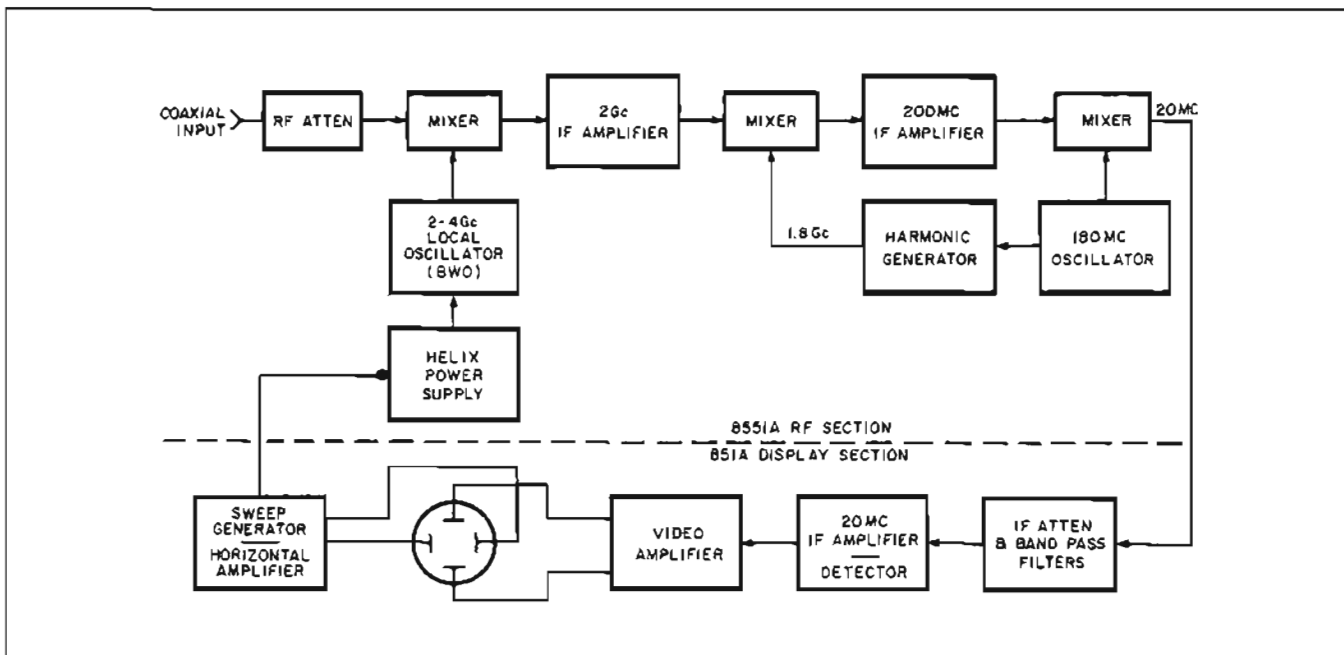 COAXIAL
INPUT
RF ATTEN
MIXER
2Gc
IF AMPLIFIER
MIXER
200MC
IF AMPLIFIER
MIXER
20MC
2-4Gc
LOCAL
OSCILLATOR
(BWO)
1.8Gc
HARMONIC
GENERATOR
180MC
OSCILLATOR
HELIX
POWER
SUPPLY
8551A RF SECTION
851A DISPLAY SECTION
SWEEP
GENERATOR
HORIZONTAL
AMPLIFIER
VIDEO
AMPLIFIER
20MC
IF AMPLIFIER
DETECTOR
IF ATTEN
& BAND PASS
FILTERS